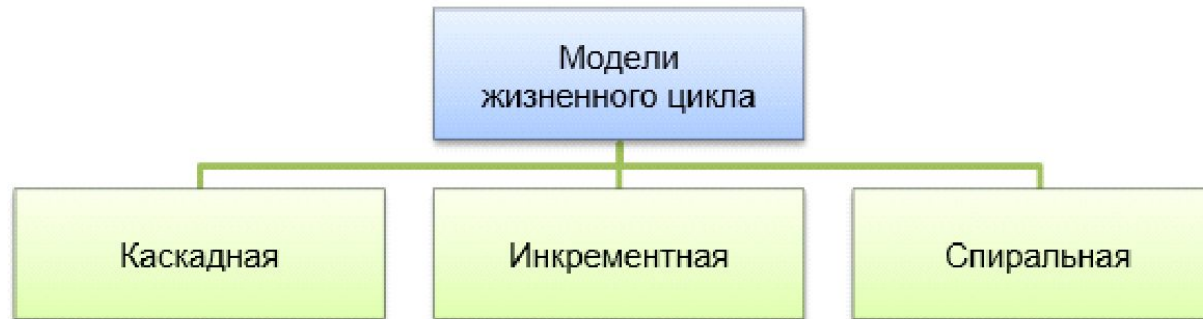 Модели
жизненного цикла
Каскадная
Инкрементная
Спиральная